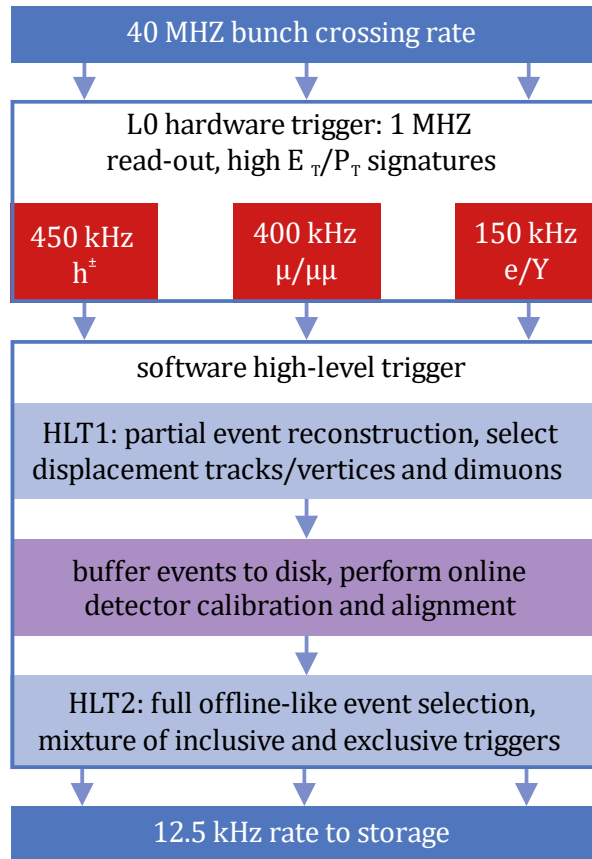 40 MHZ bunch crossing rate
L0 hardware trigger: 1 MHZ
read-out, high E T/PT signatures
450 kHz
h±
400 kHz
μ/μμ
150 kHz
e/Y
software high-level trigger
HLT1: partial event reconstruction, select
displacement tracks/vertices and dimuons
buffer events to disk, perform online
detector calibration and alignment
HLT2: full offline-like event selection,
mixture of inclusive and exclusive triggers
12.5 kHz rate to storage